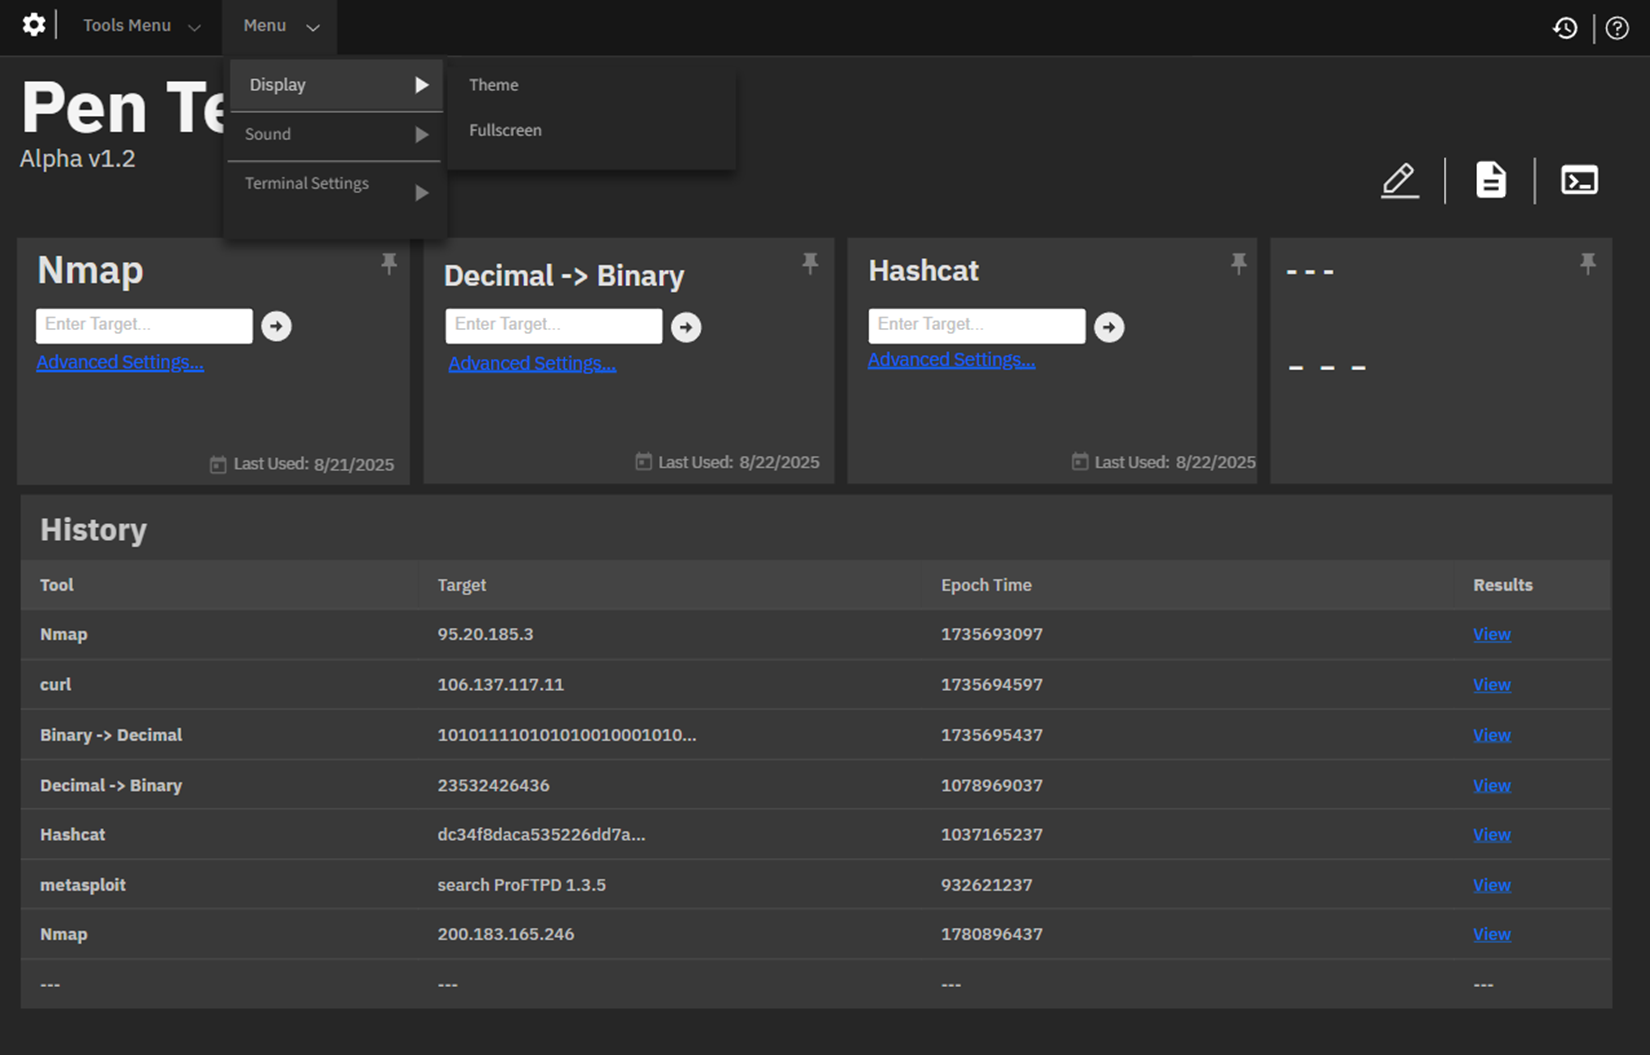 Tools Menu
Menu
Display
Theme
Sound
Fullscreen
Terminal Settings
Pen Te
Alpha v1.2
Nmap
Enter Target...
Advanced Settings...
Last Used: 8/21/2025
Decimal -> Binary
Enter Target...
Advanced Settings...
Last Used: 8/22/2025
Hashcat
Enter Target...
Advanced Settings...
Last Used: 8/22/2025
---
---
History
Tool Target Epoch Time Results
Nmap 95.20.185.3 1735693097 View
curl 106.137.117.11 1735694597 View
Binary -> Decimal 101011110101010010001010... 1735695437 View
Decimal -> Binary 23532426436 1078969037 View
Hashcat dc34f8daca535226dd7a... 1037165237 View
metasploit search ProFTPD 1.3.5 932621237 View
Nmap 200.183.165.246 1780896437 View
--- --- --- ---